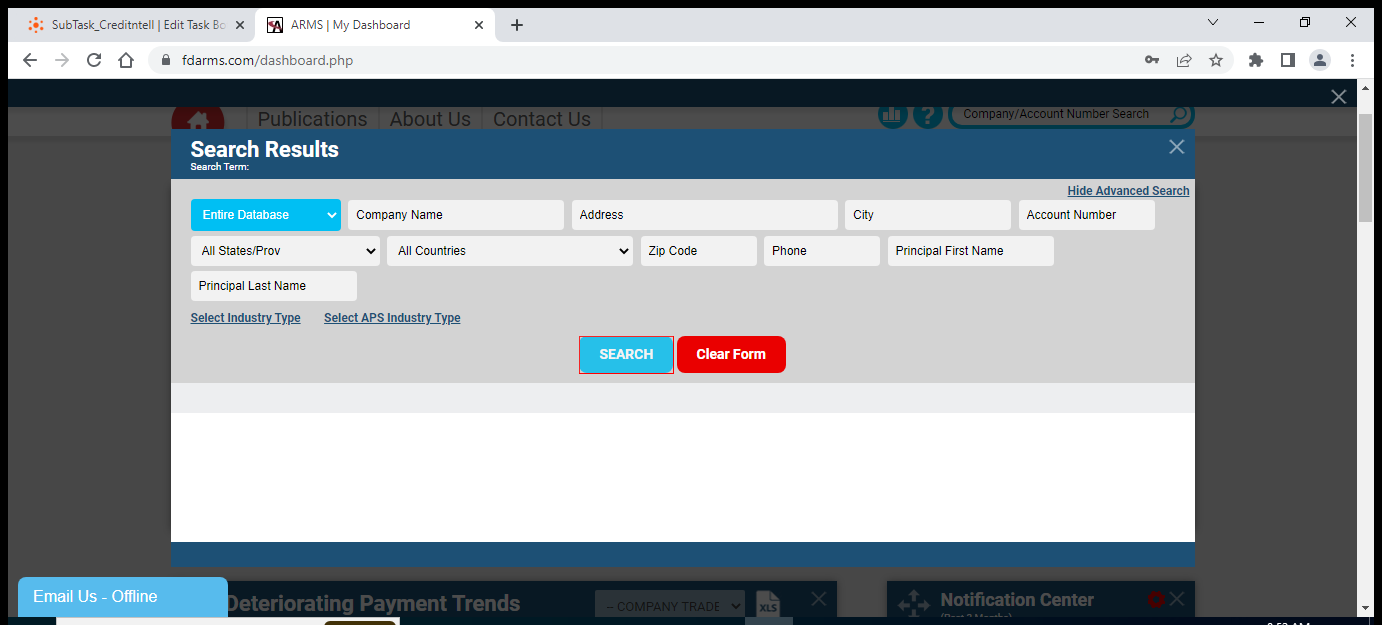 SubTask_Creditntell | Edit Task Bo
ARMS | My Dashboard
fdarms.com/dashboard.php
Publications
About Us
Contact Us
Company/Account Number Search
Search Results
Search Term:
Hide Advanced Search
Entire Database
Company Name
Address
City
Account Number
All States/Prov
All Countries
Zip Code
Phone
Principal First Name
Principal Last Name
Select Industry Type
Select APS Industry Type
SEARCH
Clear Form
Email Us - Offline
Deteriorating Payment Trends
-- COMPANY TRADE
XLS
Notification Center